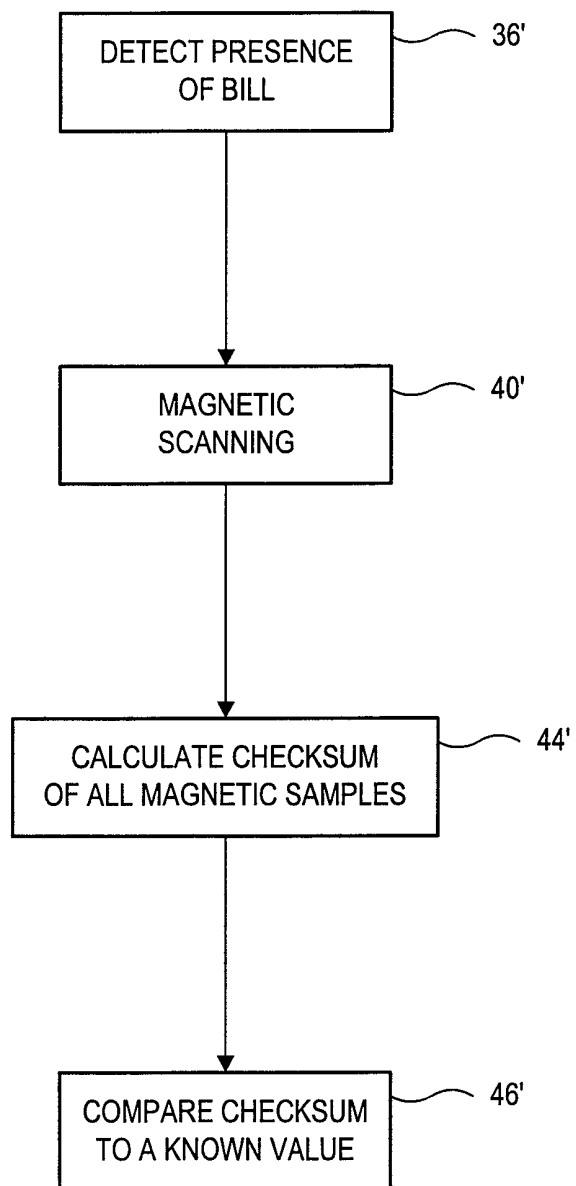 DETECT PRESENCE
OF BILL
36'
MAGNETIC
SCANNING
40'
CALCULATE CHECKSUM
OF ALL MAGNETIC SAMPLES
44'
COMPARE CHECKSUM
TO A KNOWN VALUE
46'